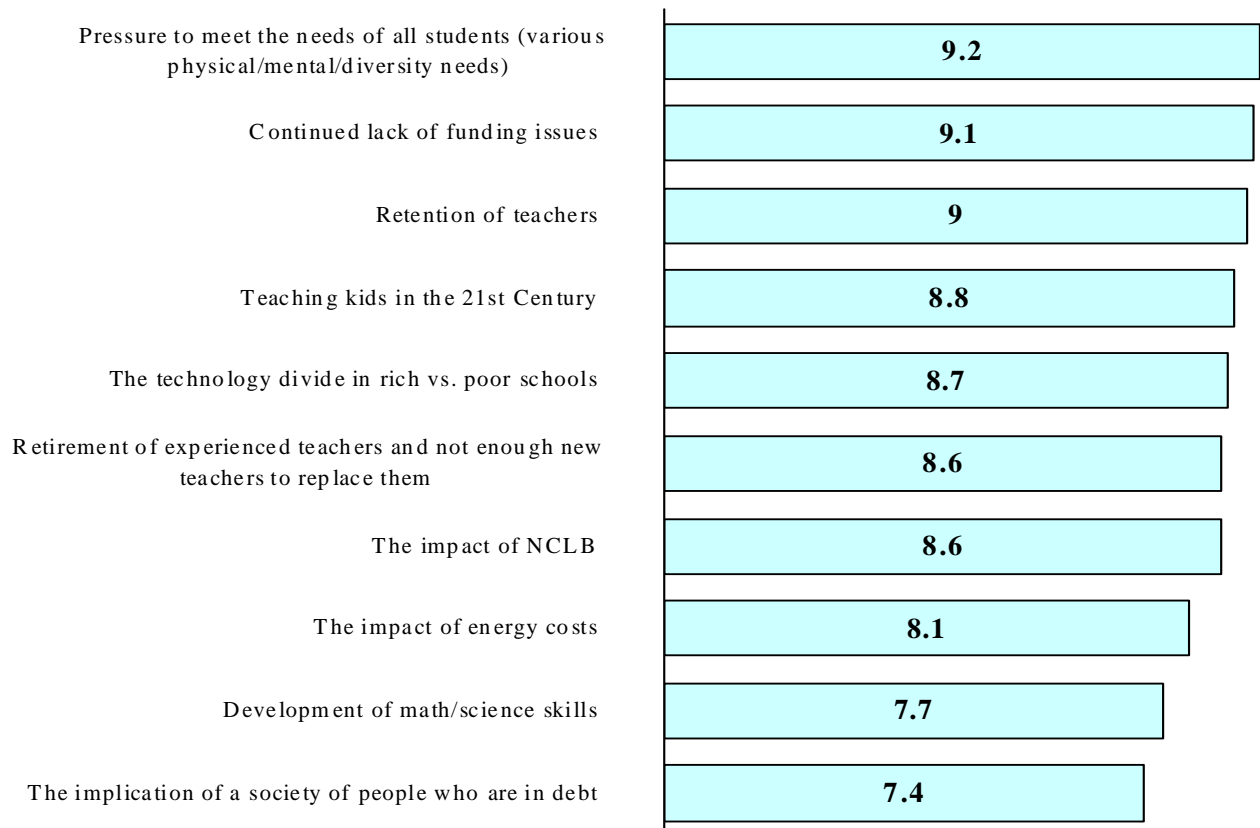 Pressure to meet the needs of all students (various
physical/mental/diversity needs)
9.2
Continued lack of funding issues
9.1
Retention of teachers
9
Teaching kids in the 21st Century
8.8
The technology divide in rich vs. poor schools
8.7
Retirement of experienced teachers and not enough new
teachers to replace them
8.6
The impact of NCLB
8.6
The impact of energy costs
8.1
Development of math/science skills
7.7
The implication of a society of people who are in debt
7.4